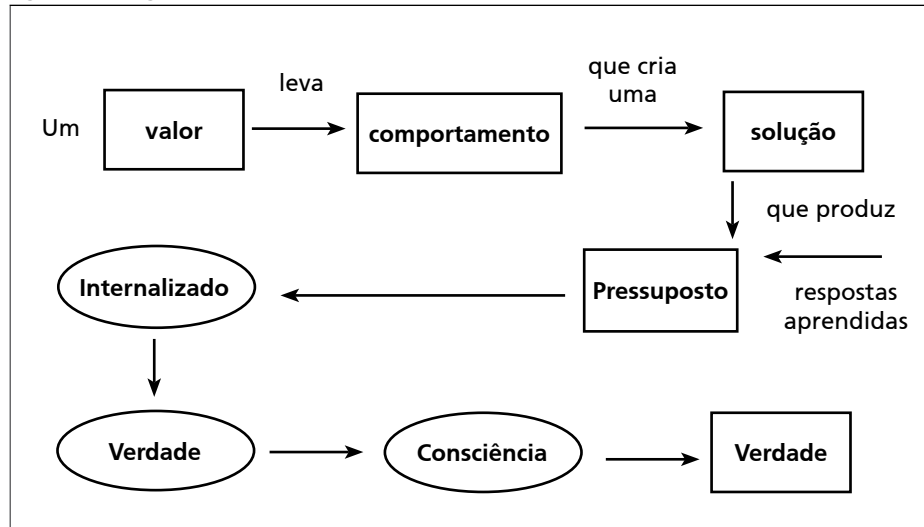 leva
que cria
uma
Um
valor
comportamento
solução
que produz
Internalizado
Pressuposto
respostas
aprendidas
Verdade
Consciência
Verdade